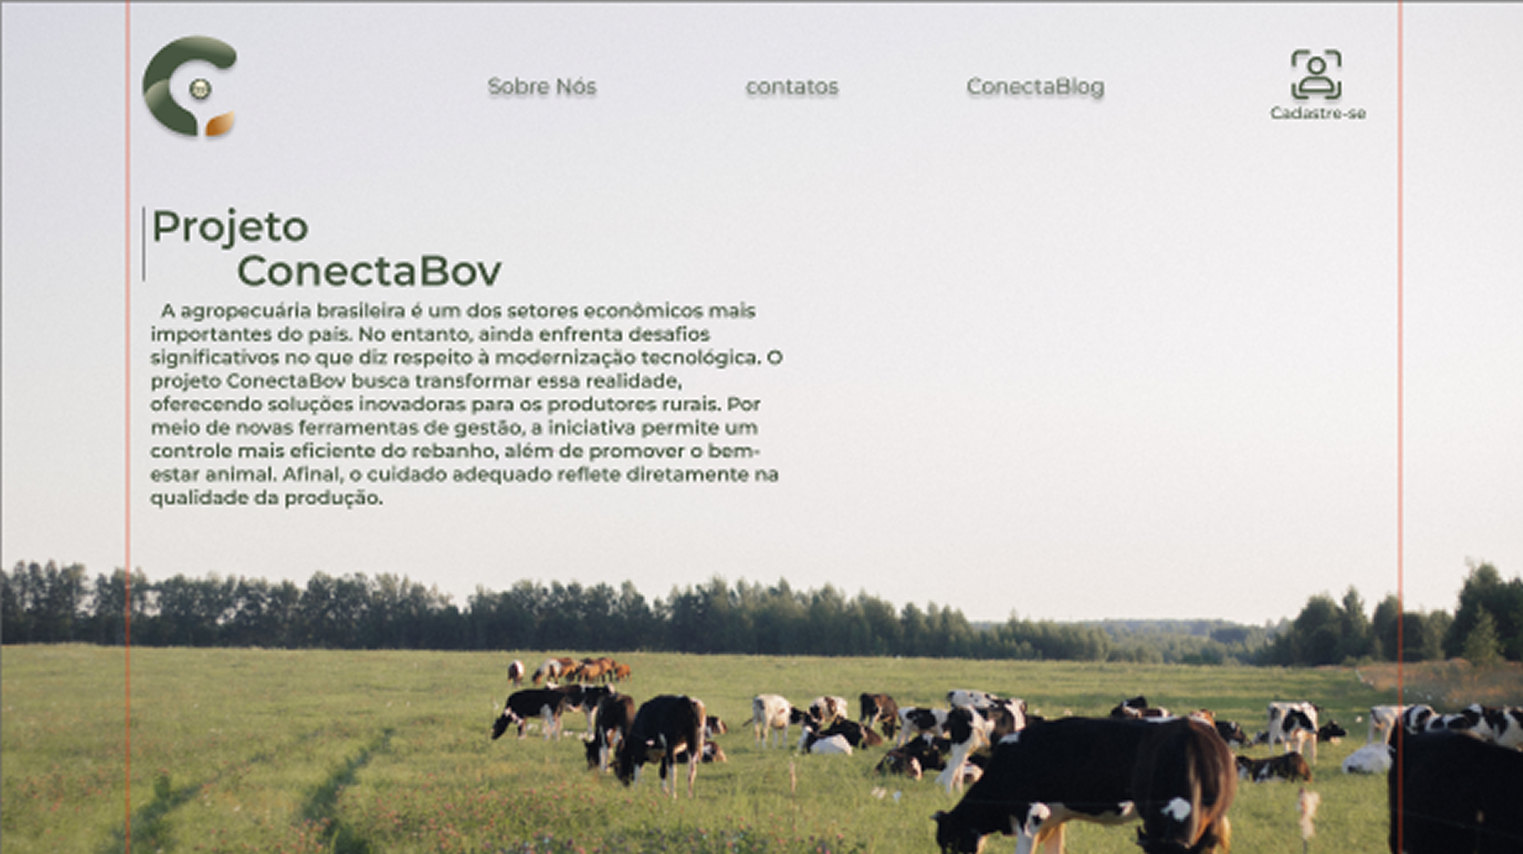 Sobre Nós
contatos
ConectaBlog
Cadastre-se
Projeto
ConectaBov
A agropecuária brasileira é um dos setores econômicos mais
importantes do país. No entanto, ainda enfrenta desafios
significativos no que diz respeito à modernização tecnológica. O
projeto ConectaBov busca transformar essa realidade,
oferecendo soluções inovadoras para os produtores rurais. Por
meio de novas ferramentas de gestão, a iniciativa permite um
controle mais eficiente do rebanho, além de promover o bem-
estar animal. Afinal, o cuidado adequado reflete diretamente na
qualidade da produção.